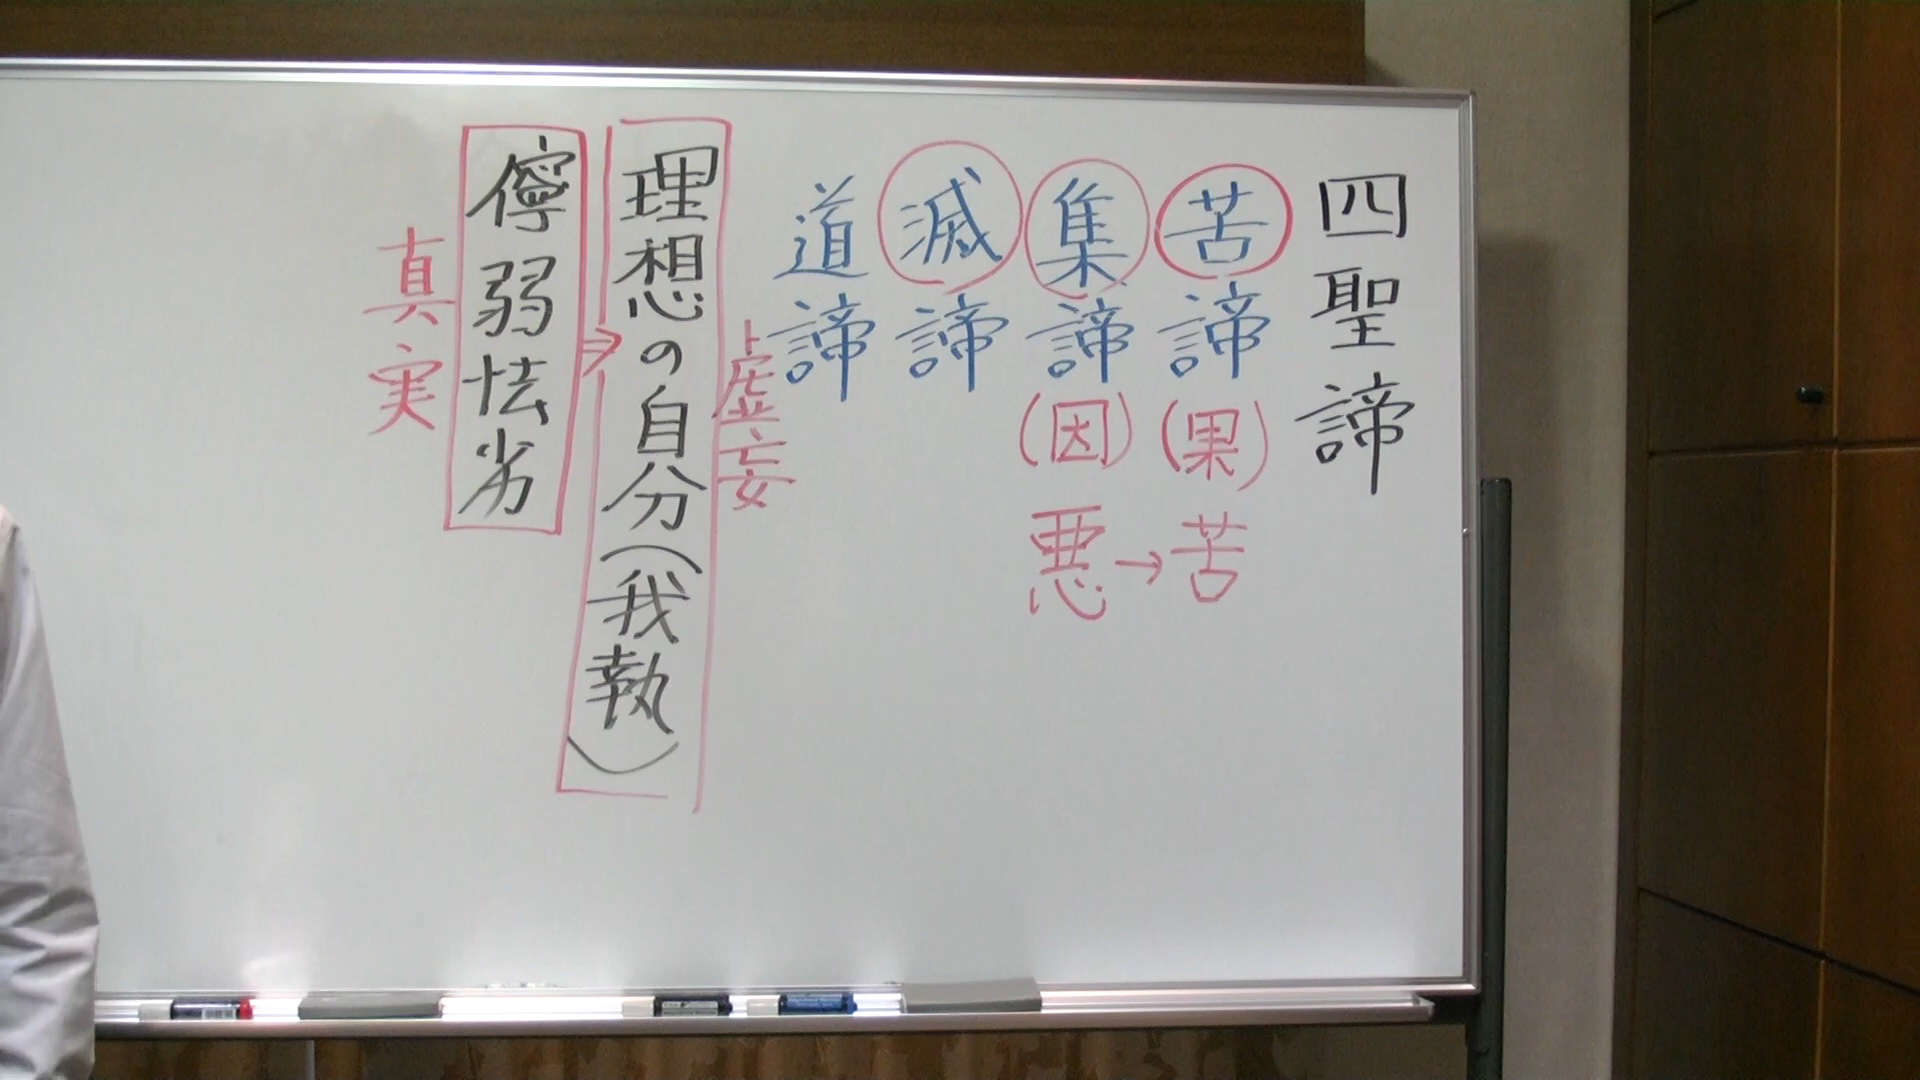 四聖諦
苦諦(果)苦
集諦(因)悪→
滅諦
道諦
虚妄
理想の自分(我執)
⇒
儜弱怯劣
真実